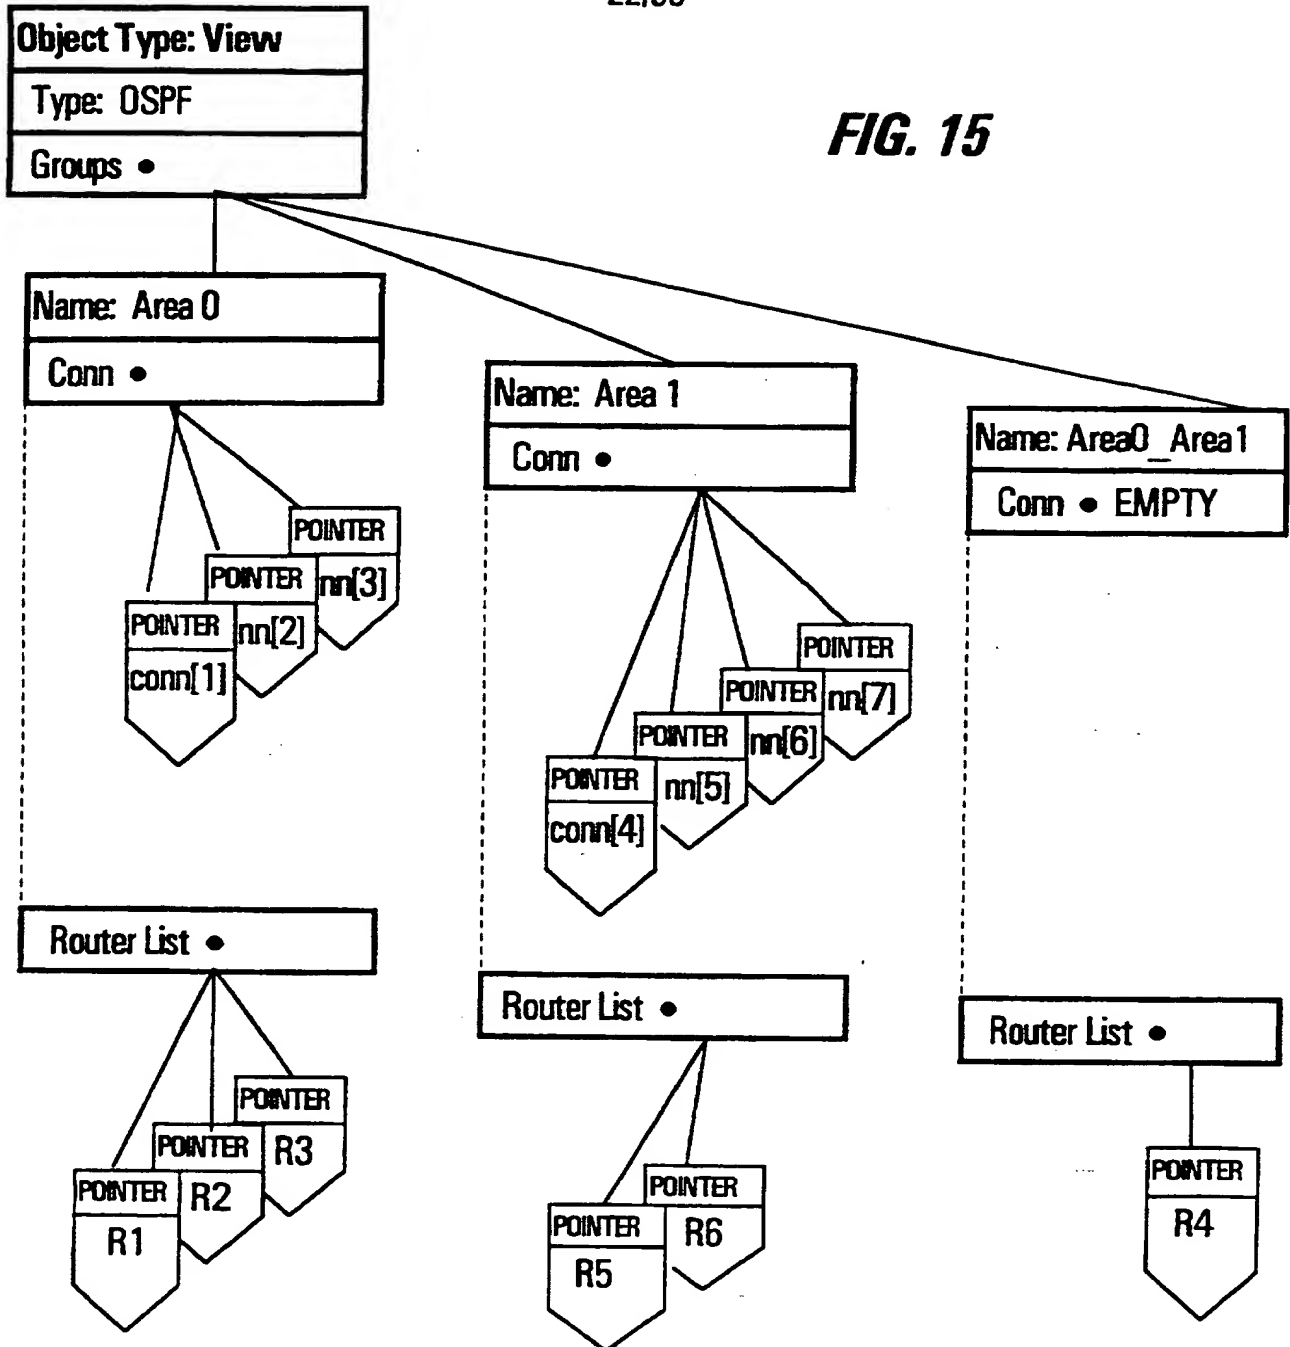 Object Type: View
Type: OSPF
Groups •
FIG. 15
Name: Area 0
Conn •
Name: Area 1
Conn •
Name: Area0_Area1
Conn • EMPTY
POINTER
nn[3]
POINTER
nn[2]
POINTER
conn[1]
POINTER
nn[7]
POINTER
nn[6]
POINTER
nn[5]
POINTER
conn[4]
Router List •
Router List •
Router List •
POINTER
R3
POINTER
R2
POINTER
R1
POINTER
R6
POINTER
R5
POINTER
R4